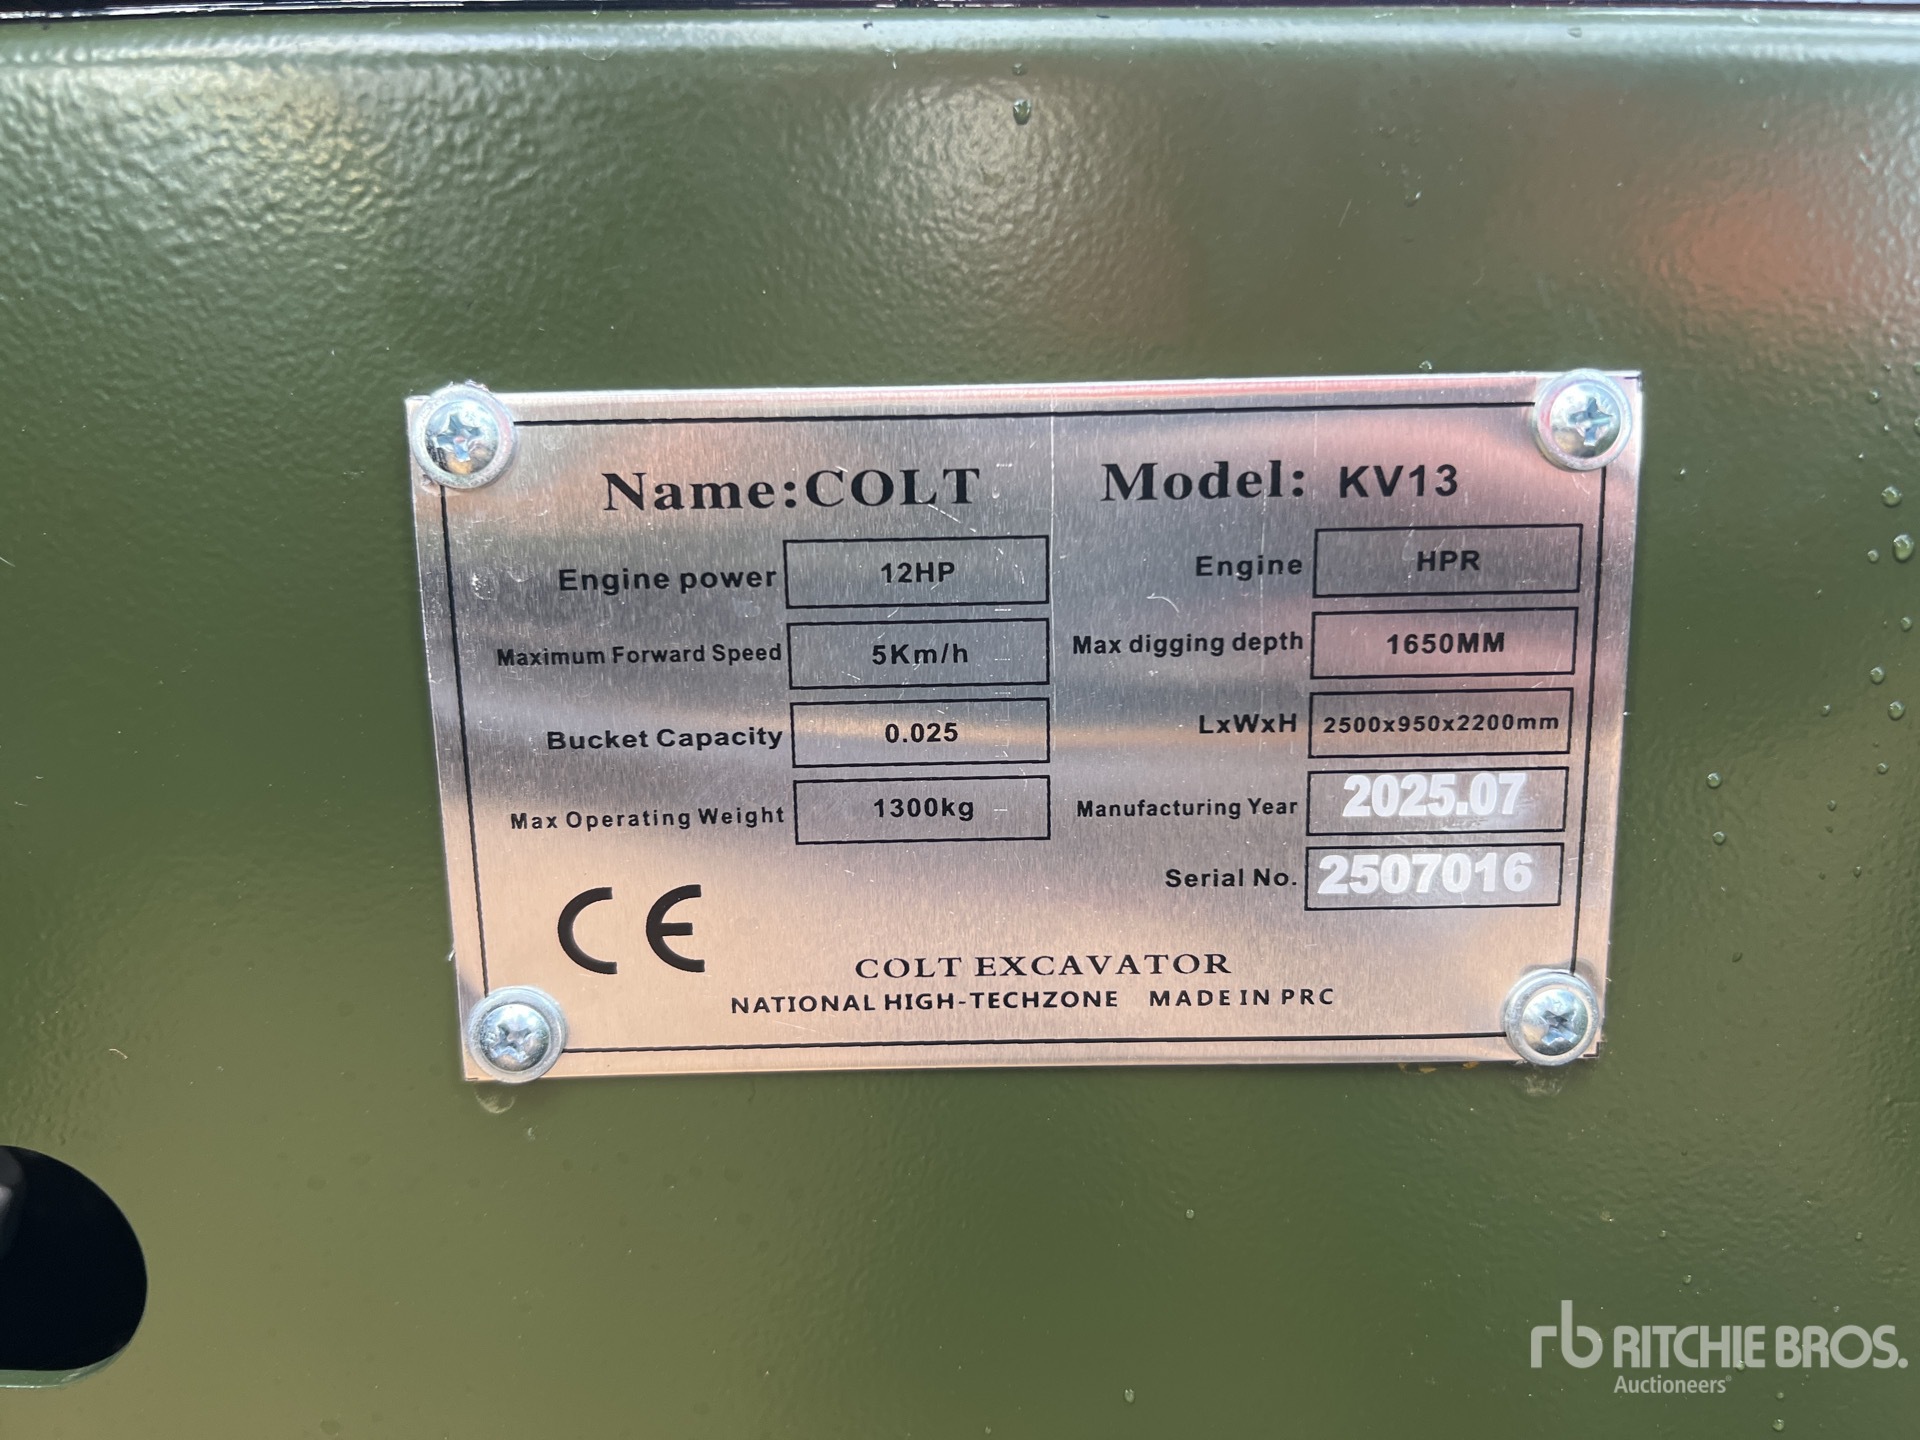 Name:COLT Model: KV13
Engine power 12HP Engine HPR
Maximum Forward Speed 5Km/h Max digging depth 1650MM
Bucket Capacity 0.025 LxWxH 2500x950x2200mm
Max Operating Weight 1300kg Manufacturing Year 2025.07
Serial No. 2507016
CE
COLT EXCAVATOR
NATIONAL HIGH-TECHZONE MADE IN PRC
rb RITCHIE BROS.
Auctioneers